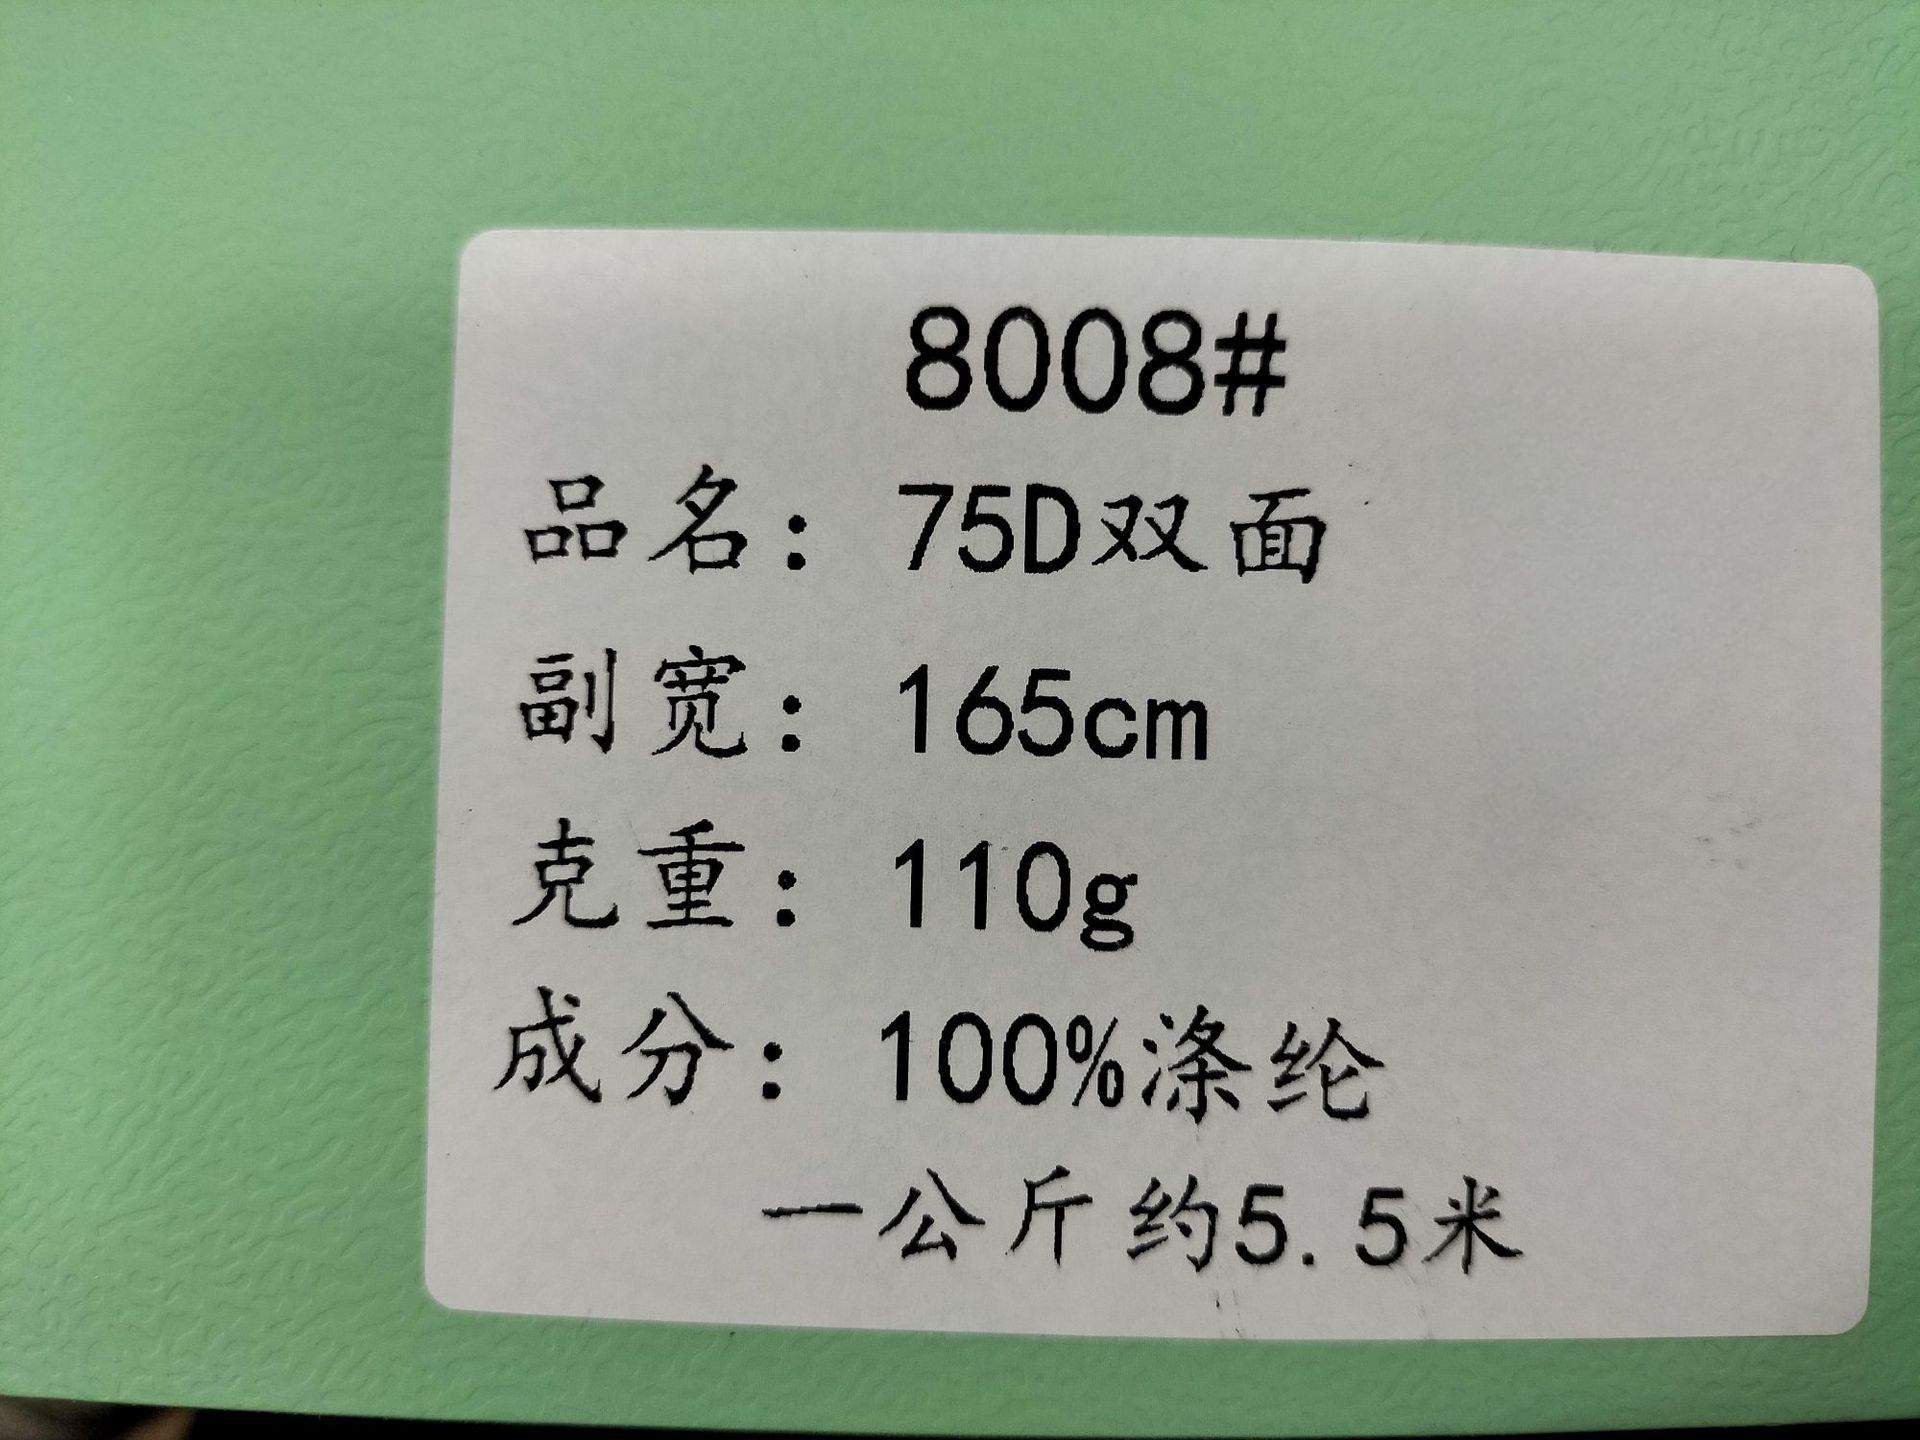 8008#
品名：75D双面
副宽：165cm
克重：110g
成分：100%涤纶
一公斤约5.5米